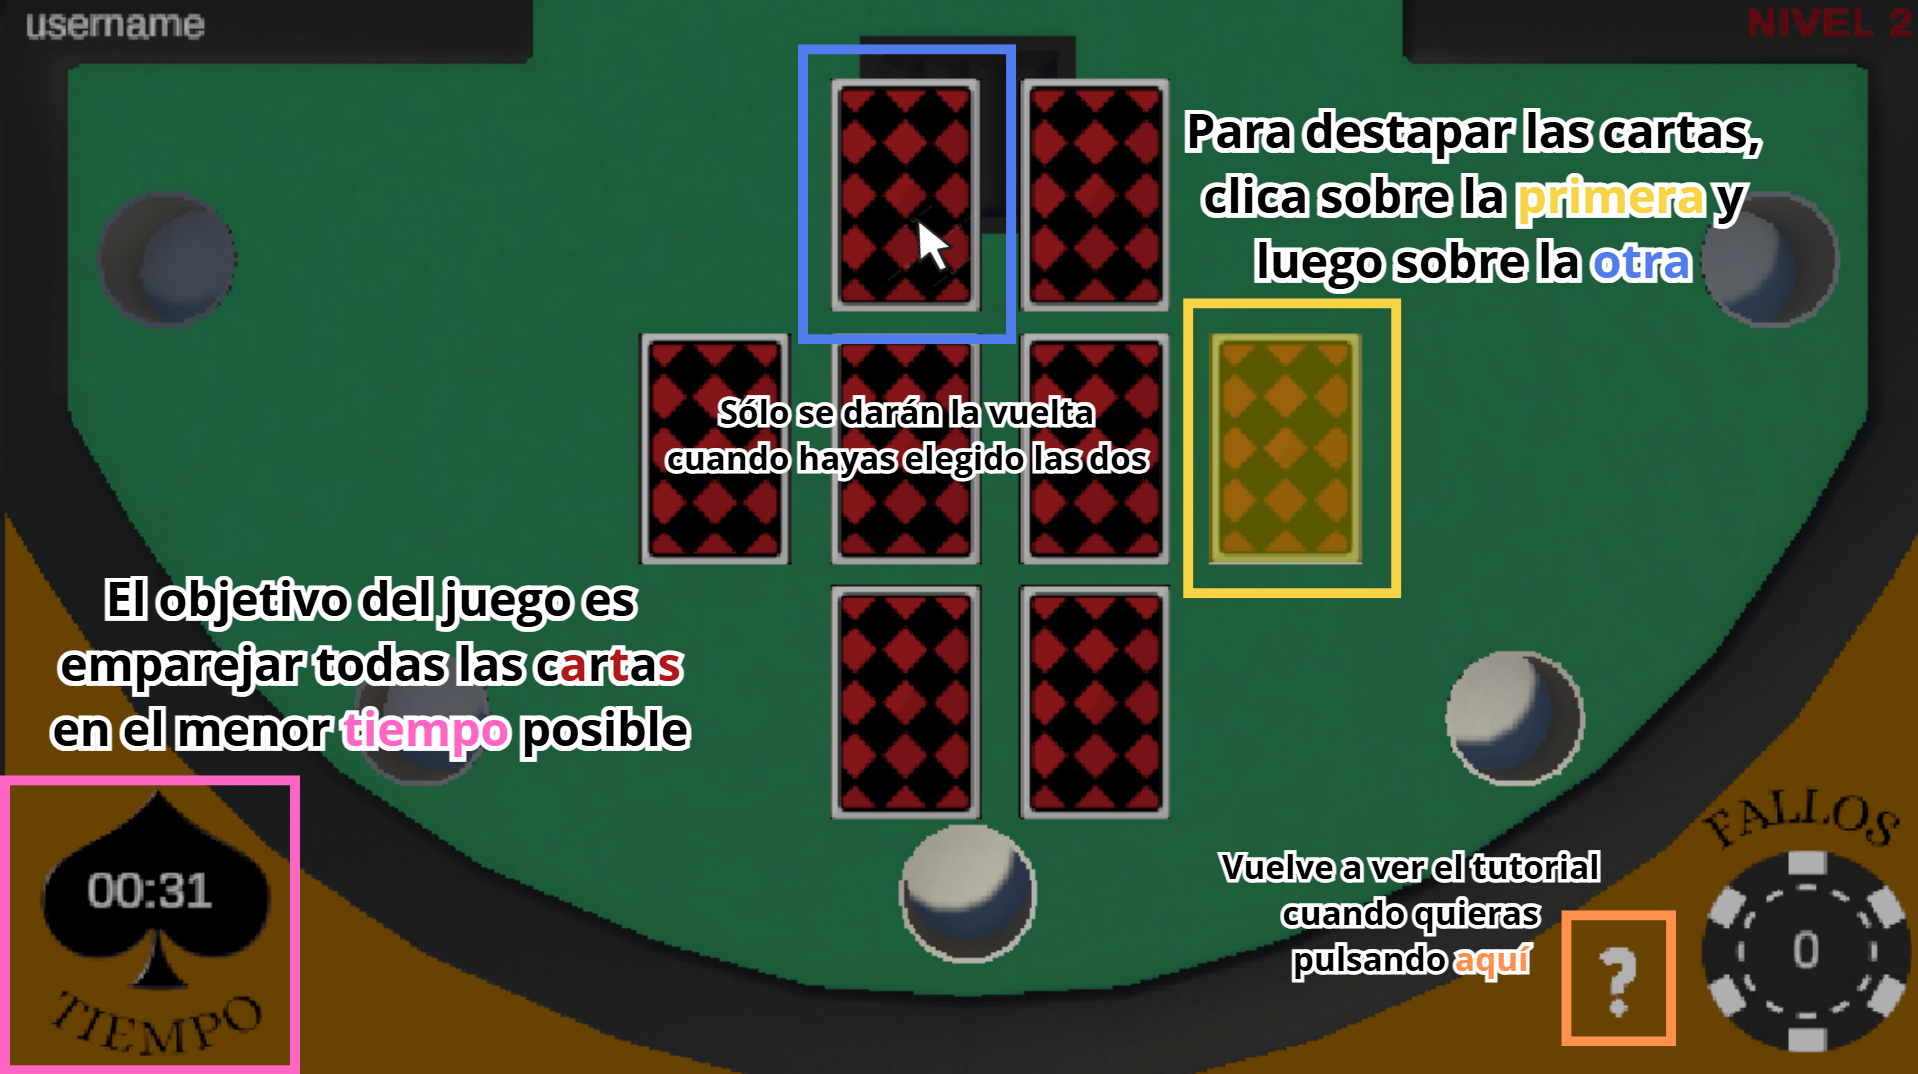 username
NIVEL 2
Para destapar las cartas,
clica sobre la primera y
luego sobre la otra
Sólo se darán la vuelta
cuando hayas elegido las dos
El objetivo del juego es
emparejar todas las cartas
en el menor tiempo posible
00:31
TIEMPO
Vuelve a ver el tutorial
cuando quieras
pulsando aquí
?
FALLOS
0